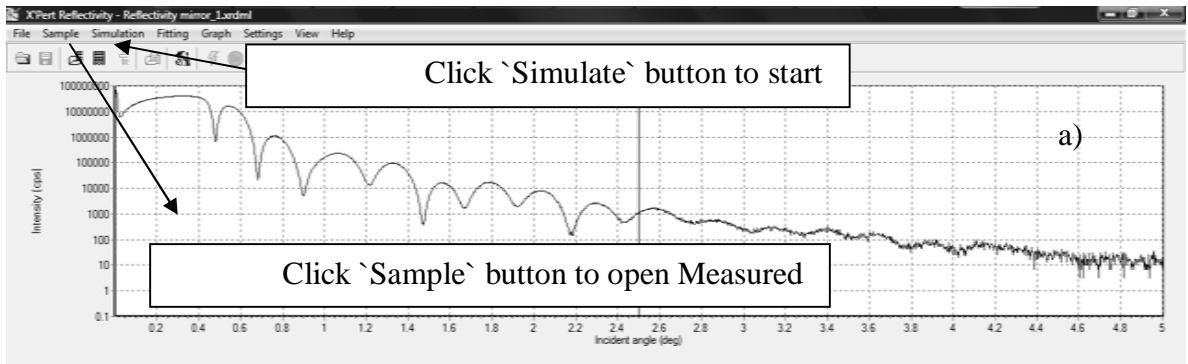 X'Pert Reflectivity - Reflectivity mirror_1.xrdml
File Sample Simulation Fitting Graph Settings View Help
Click `Simulate` button to start
100000000
10000000
1000000
100000
10000
1000
100
10
1
0.1
Intensity (cps)
a)
Click `Sample` button to open Measured
0.2 0.4 0.6 0.8 1 1.2 1.4 1.6 1.8 2 2.2 2.4 2.6 2.8 3 3.2 3.4 3.6 3.8 4 4.2 4.4 4.6 4.8 5
Incident angle (deg)